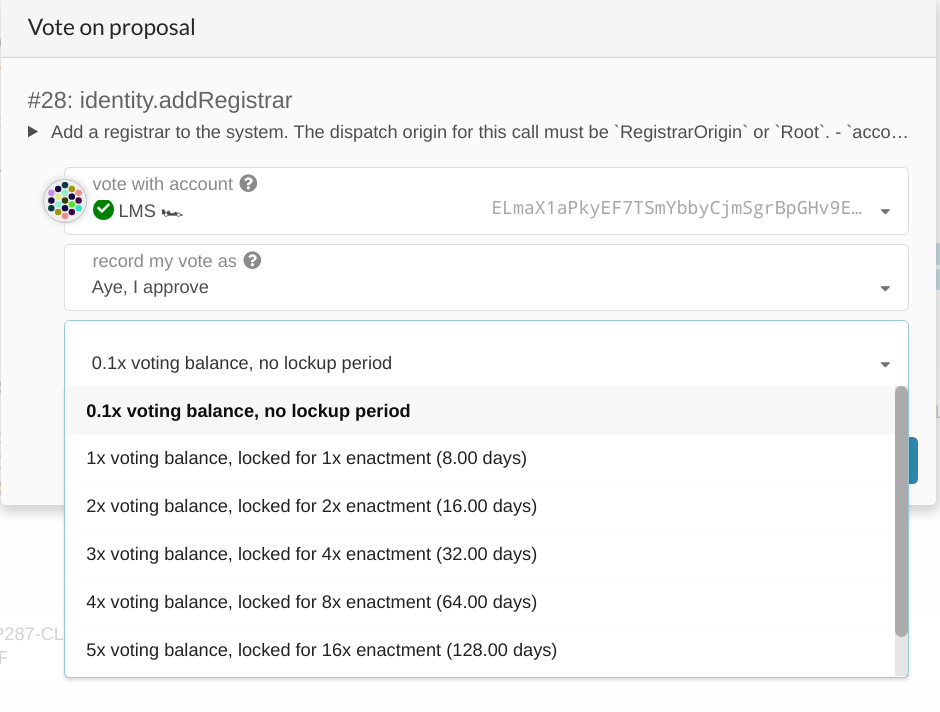 Vote on proposal
#28: identity.addRegistrar
Add a registrar to the system. The dispatch origin for this call must be `RegistrarOrigin` or `Root`. - `acco…
vote with account
LMS
ELmaX1aPkyEF7TSmYbbyCjmSgrBpGHv9E…
record my vote as
Aye, I approve
0.1x voting balance, no lockup period
0.1x voting balance, no lockup period
1x voting balance, locked for 1x enactment (8.00 days)
2x voting balance, locked for 2x enactment (16.00 days)
3x voting balance, locked for 4x enactment (32.00 days)
4x voting balance, locked for 8x enactment (64.00 days)
5x voting balance, locked for 16x enactment (128.00 days)
P287-CL
F